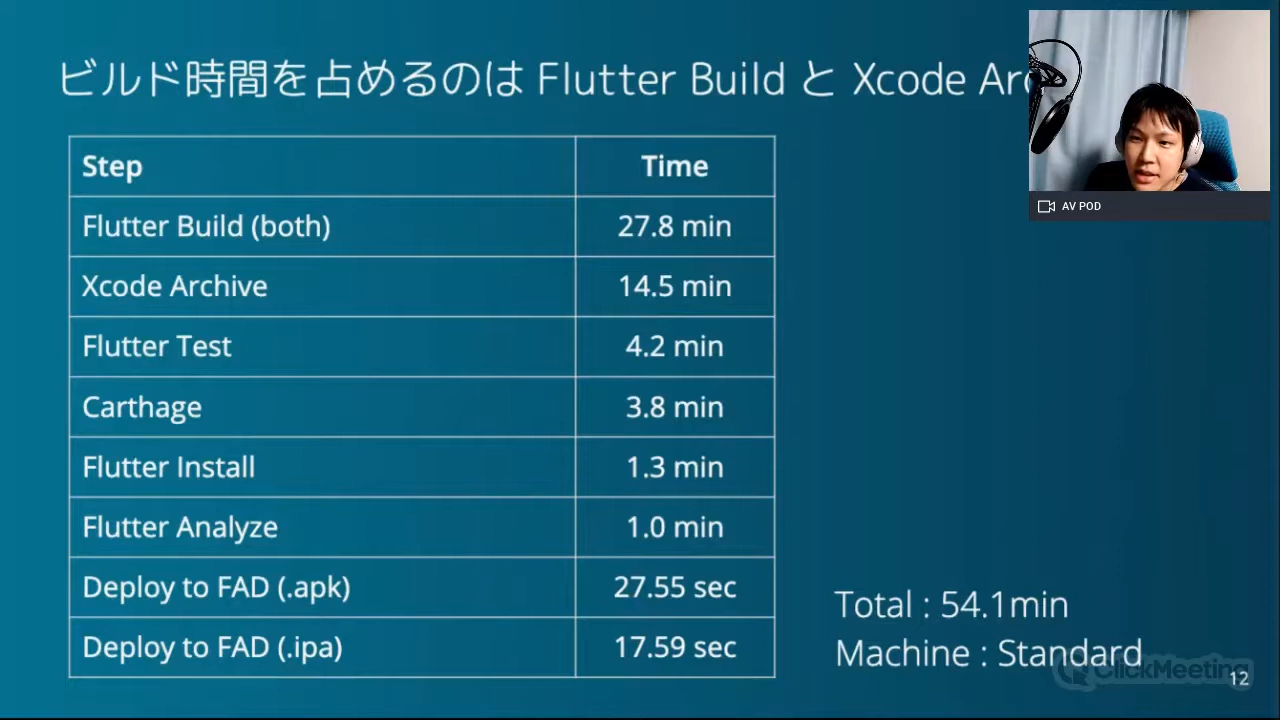 ビルド時間を占めるのは Flutter Build と Xcode
Step Time
Flutter Build (both) 27.8 min
Xcode Archive 14.5 min
Flutter Test 4.2 min
Carthage 3.8 min
Flutter Install 1.3 min
Flutter Analyze 1.0 min
Deploy to FAD (.apk) 27.55 sec
Deploy to FAD (.ipa) 17.59 sec
Total : 54.1min
Machine : Standard
AV POD
ClickMeeting
12